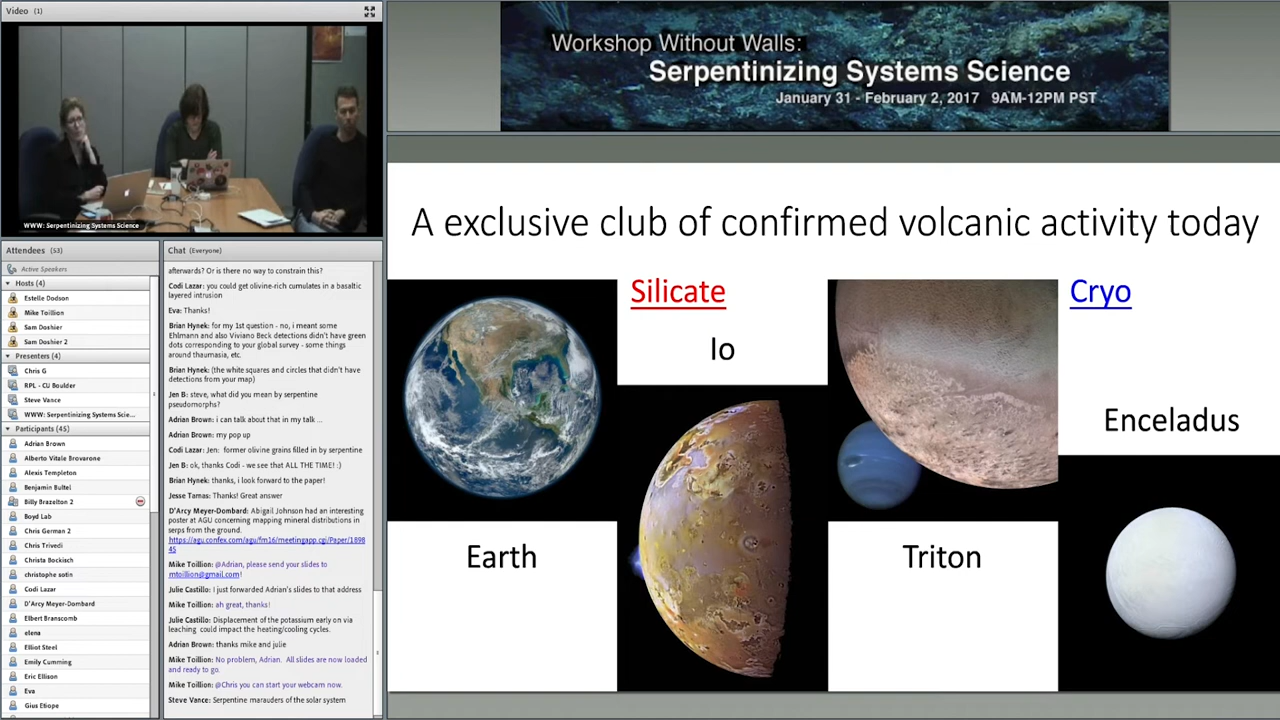 Video (1)
WWW: Serpentinizing Systems Science
Workshop Without Walls:
Serpentinizing Systems Science
January 31 - February 2, 2017 9AM-12PM PST
A exclusive club of confirmed volcanic activity today
Silicate
Io
Cryo
Enceladus
Earth
Triton
Attendees (53)
Active Speakers
Hosts (4)
Estelle Dodson
Mike Toillion
Sam Doshier
Sam Doshier 2
Presenters (4)
Chris G
RPL - CU Boulder
Steve Vance
WWW: Serpentinizing Systems Scie...
Participants (45)
Adrian Brown
Alberto Vitale Brovarone
Alexis Templeton
Benjamin Bultel
Billy Brazelton 2
Boyd Lab
Chris German 2
Chris Trivedi
Christa Bockisch
christophe sotin
Codi Lazar
D'Arcy Meyer-Dombard
Elbert Branscomb
elena
Elliot Steel
Emily Cumming
Eric Ellison
Eva
Gius Etiope
Chat (Everyone)
afterwards? Or is there no way to constrain this?
Codi Lazar: you could get olivine-rich cumulates in a basaltic
layered intrusion
Eva: Thanks!
Brian Hynek: for my 1st question - no, i meant some
Ehlmann and also Viviano Beck detections didn't have green
dots corresponding to your global survey - some things
around thaumasia, etc.
Brian Hynek: (the white squares and circles that didn't have
detections from your map)
Jen B: steve, what did you mean by serpentine
pseudomorphs?
Adrian Brown: i can talk about that in my talk ...
Adrian Brown: my pop up
Codi Lazar: Jen: former olivine grains filled in by serpentine
Jen B: ok, thanks Codi - we see that ALL THE TIME! :)
Brian Hynek: thanks, i look forward to the paper!
Jesse Tarnas: Thanks! Great answer
D'Arcy Meyer-Dombard: Abigail Johnson had an interesting
poster at AGU concerning mapping mineral distributions in
serps from the ground.
https://agu.confex.com/agu/fm16/meetingapp.cgi/Paper/1898
45
Mike Toillion: @Adrian, please send your slides to
mtoillion@gmail.com!
Julie Castillo: I just forwarded Adrian's slides to that address
Mike Toillion: ah great, thanks!
Julie Castillo: Displacement of the potassium early on via
leaching could impact the heating/cooling cycles.
Adrian Brown: thanks mike and julie
Mike Toillion: No problem, Adrian. All slides are now loaded
and ready to go.
Mike Toillion: @Chris you can start your webcam now.
Steve Vance: Serpentine marauders of the solar system